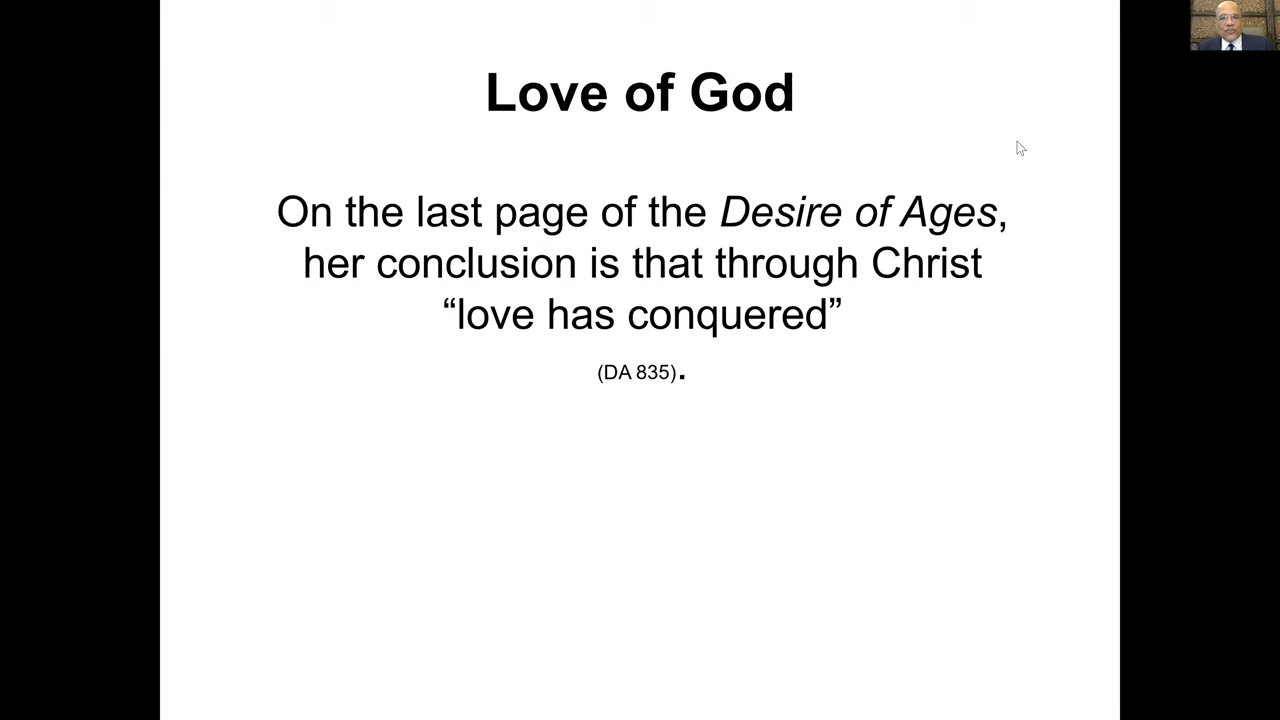 Love of God
On the last page of the Desire of Ages,
her conclusion is that through Christ
“love has conquered”
(DA 835).